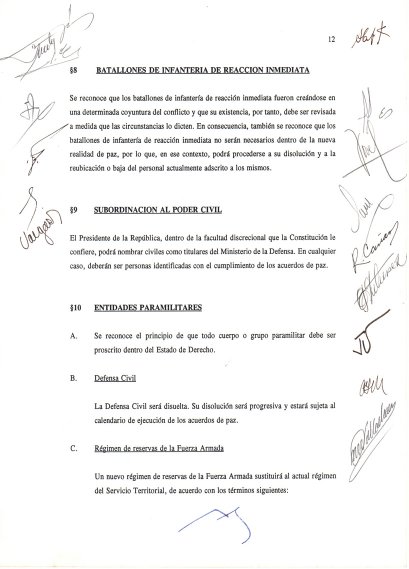 12
§8 BATALLONES DE INFANTERIA DE REACCION INMEDIATA
Se reconoce que los batallones de infantería de reacción inmediata fueron creándose en
una determinada coyuntura del conflicto y que su existencia, por tanto, debe ser revisada
a medida que las circunstancias lo dicten. En consecuencia, también se reconoce que los
batallones de infantería de reacción inmediata no serán necesarios dentro de la nueva
realidad de paz, por lo que, en ese contexto, podrá procederse a su disolución y a la
reubicación o baja del personal actualmente adscrito a los mismos.
§9 SUBORDINACION AL PODER CIVIL
El Presidente de la República, dentro de la facultad discrecional que la Constitución le
confiere, podrá nombrar civiles como titulares del Ministerio de la Defensa. En cualquier
caso, deberán ser personas identificadas con el cumplimiento de los acuerdos de paz.
§10 ENTIDADES PARAMILITARES
A. Se reconoce el principio de que todo cuerpo o grupo paramilitar debe ser
proscrito dentro del Estado de Derecho.
B. Defensa Civil
La Defensa Civil será disuelta. Su disolución será progresiva y estará sujeta al
calendario de ejecución de los acuerdos de paz.
C. Régimen de reservas de la Fuerza Armada
Un nuevo régimen de reservas de la Fuerza Armada sustituirá al actual régimen
del Servicio Territorial, de acuerdo con los términos siguientes:
Vargas